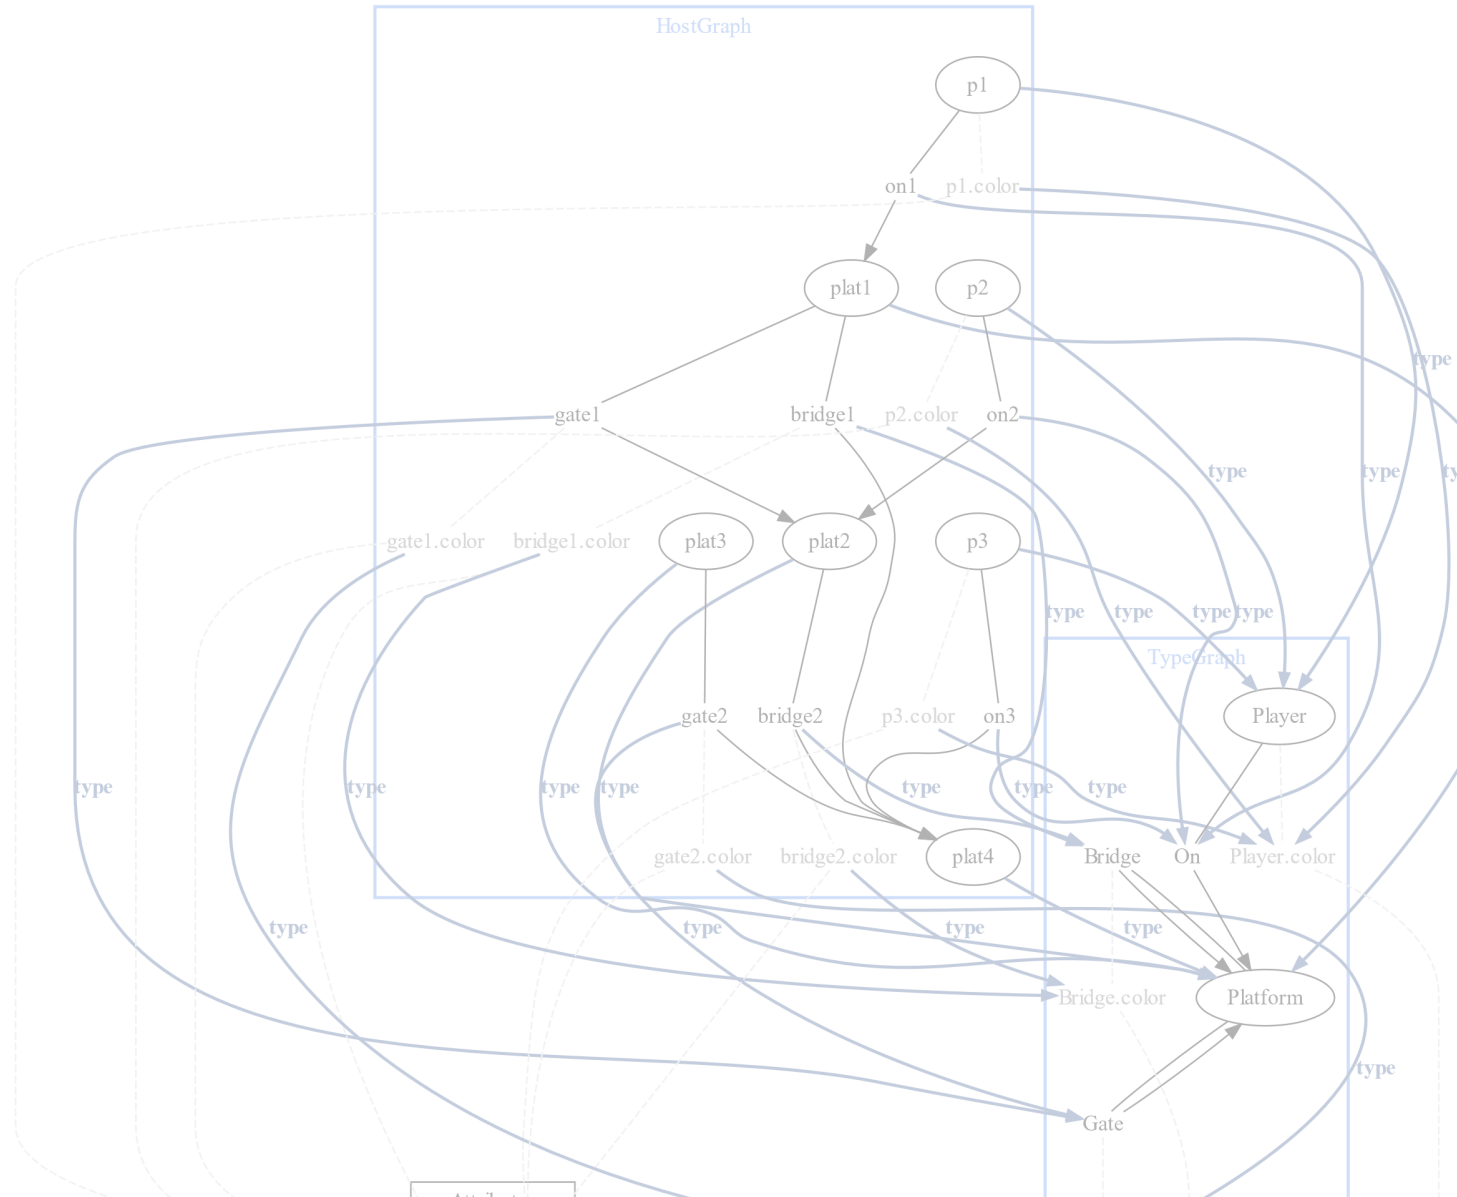 HostGraph
p1
on1 p1.color
plat1 p2
type
gate1 bridge1 p2.color on2
type type
gate1.color bridge1.color plat3 plat2 p3
type type type type
TypeGraph
gate2 bridge2 p3.color on3 Player
type type type type type type type
gate2.color bridge2.color plat4 Bridge On Player.color
type type type type
Bridge.color Platform
type
Gate